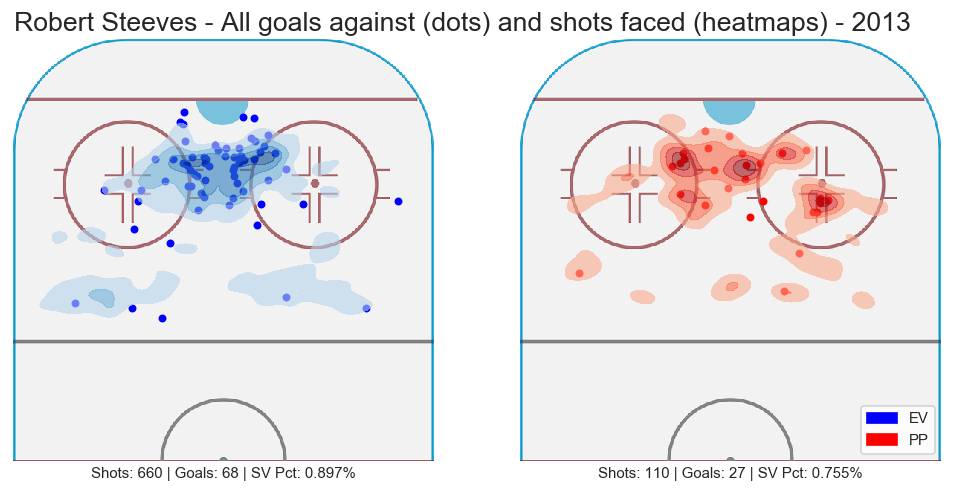 Robert Steeves - All goals against (dots) and shots faced (heatmaps) - 2013
EV
PP
Shots: 660 | Goals: 68 | SV Pct: 0.897%
Shots: 110 | Goals: 27 | SV Pct: 0.755%